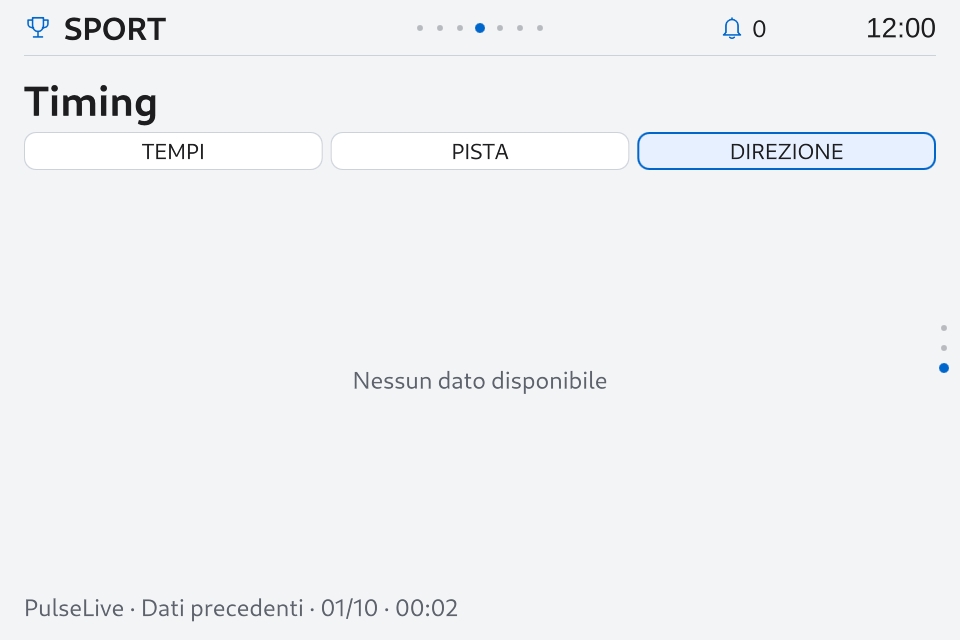 SPORT
0
12:00
Timing
TEMPI
PISTA
DIREZIONE
Nessun dato disponibile
PulseLive · Dati precedenti · 01/10 · 00:02